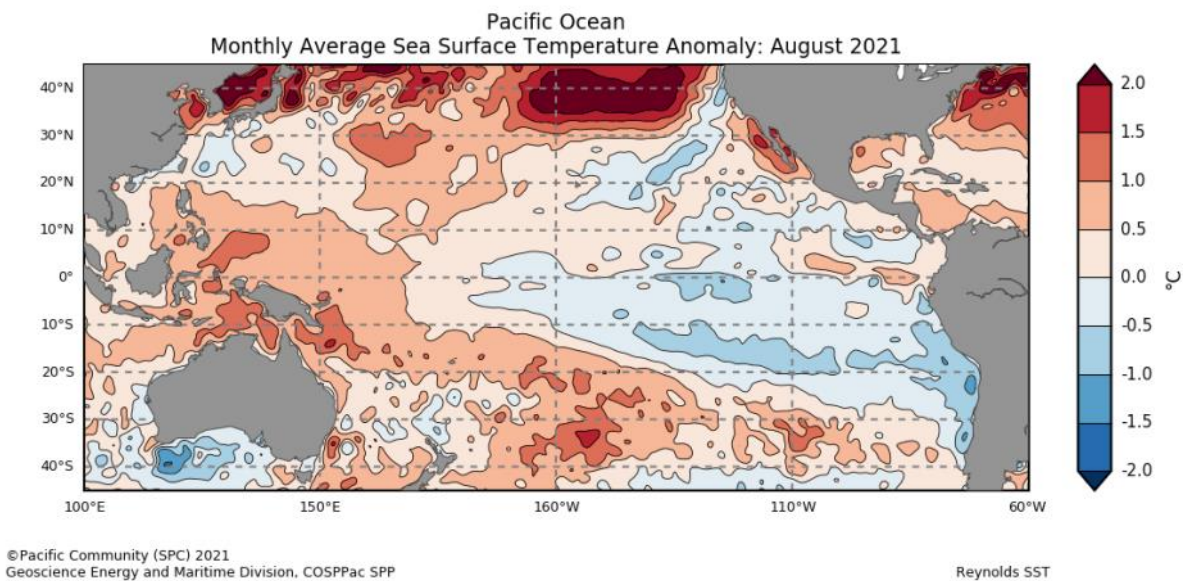 Pacific Ocean
Monthly Average Sea Surface Temperature Anomaly: August 2021
40°N
30°N
20°N
10°N
0°
10°S
20°S
30°S
40°S
100°E
150°E
160°W
110°W
60°W
2.0
1.5
1.0
0.5
0.0
-0.5
-1.0
-1.5
-2.0
°C
©Pacific Community (SPC) 2021
Geoscience Energy and Maritime Division, COSPPac SPP
Reynolds SST